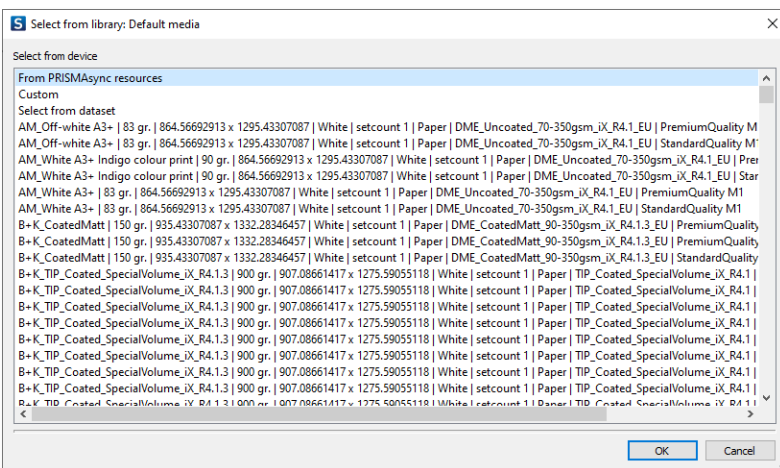 S Select from library: Default media
Select from device
From PRISMAsync resources
Custom
Select from dataset
AM_Off-white A3+ | 83 gr. | 864.56692913 x 1295.43307087 | White | setcount 1 | Paper | DME_Uncoated_70-350gsm_iX_R4.1_EU | PremiumQuality M
AM_Off-white A3+ | 83 gr. | 864.56692913 x 1295.43307087 | White | setcount 1 | Paper | DME_Uncoated_70-350gsm_iX_R4.1_EU | StandardQuality M
AM_White A3+ Indigo colour print | 90 gr. | 864.56692913 x 1295.43307087 | White | setcount 1 | Paper | DME_Uncoated_70-350gsm_iX_R4.1_EU | Prer
AM_White A3+ Indigo colour print | 90 gr. | 864.56692913 x 1295.43307087 | White | setcount 1 | Paper | DME_Uncoated_70-350gsm_iX_R4.1_EU | Star
AM_White A3+ | 83 gr. | 864.56692913 x 1295.43307087 | White | setcount 1 | Paper | DME_Uncoated_70-350gsm_iX_R4.1_EU | PremiumQuality M1
AM_White A3+ | 83 gr. | 864.56692913 x 1295.43307087 | White | setcount 1 | Paper | DME_Uncoated_70-350gsm_iX_R4.1_EU | StandardQuality M1
B+K_CoatedMatt | 150 gr. | 935.43307087 x 1332.28346457 | White | setcount 1 | Paper | DME_CoatedMatt_90-350gsm_iX_R4.1.3_EU | PremiumQuality
B+K_CoatedMatt | 150 gr. | 935.43307087 x 1332.28346457 | White | setcount 1 | Paper | DME_CoatedMatt_90-350gsm_iX_R4.1.3_EU | PremiumQuality
B+K_CoatedMatt | 150 gr. | 935.43307087 x 1332.28346457 | White | setcount 1 | Paper | DME_CoatedMatt_90-350gsm_iX_R4.1.3_EU | StandardQuality
B+K_TIP_Coated_SpecialVolume_iX_R4.1.3 | 900 gr. | 907.08661417 x 1275.59055118 | White | setcount 1 | Paper | TIP_Coated_SpecialVolume_iX_R4.1 |
B+K_TIP_Coated_SpecialVolume_iX_R4.1.3 | 900 gr. | 907.08661417 x 1275.59055118 | White | setcount 1 | Paper | TIP_Coated_SpecialVolume_iX_R4.1 |
B+K_TIP_Coated_SpecialVolume_iX_R4.1.3 | 900 gr. | 907.08661417 x 1275.59055118 | White | setcount 1 | Paper | TIP_Coated_SpecialVolume_iX_R4.1 |
B+K_TIP_Coated_SpecialVolume_iX_R4.1.3 | 900 gr. | 907.08661417 x 1275.59055118 | White | setcount 1 | Paper | TIP_Coated_SpecialVolume_iX_R4.1 |
B+K_TIP_Coated_SpecialVolume_iX_R4.1.3 | 900 gr. | 907.08661417 x 1275.59055118 | White | setcount 1 | Paper | TIP_Coated_SpecialVolume_iX_R4.1 |
B+K_TIP_Coated_SpecialVolume_iX_R4.1.3 | 900 gr. | 907.08661417 x 1275.59055118 | White | setcount 1 | Paper | TIP_Coated_SpecialVolume_iX_R4.1 |
B+K_TIP_Coated_SpecialVolume_iX_R4.1.3 | 900 gr. | 907.08661417 x 1275.59055118 | White | setcount 1 | Paper | TIP_Coated_SpecialVolume_iX_R4.1 |
B+K_TIP_Coated_SpecialVolume_iX_R4.1.3 | 900 gr. | 907.08661417 x 1275.59055118 | White | setcount 1 | Paper | TIP_Coated_SpecialVolume_iX_R4.1 |
OK Cancel